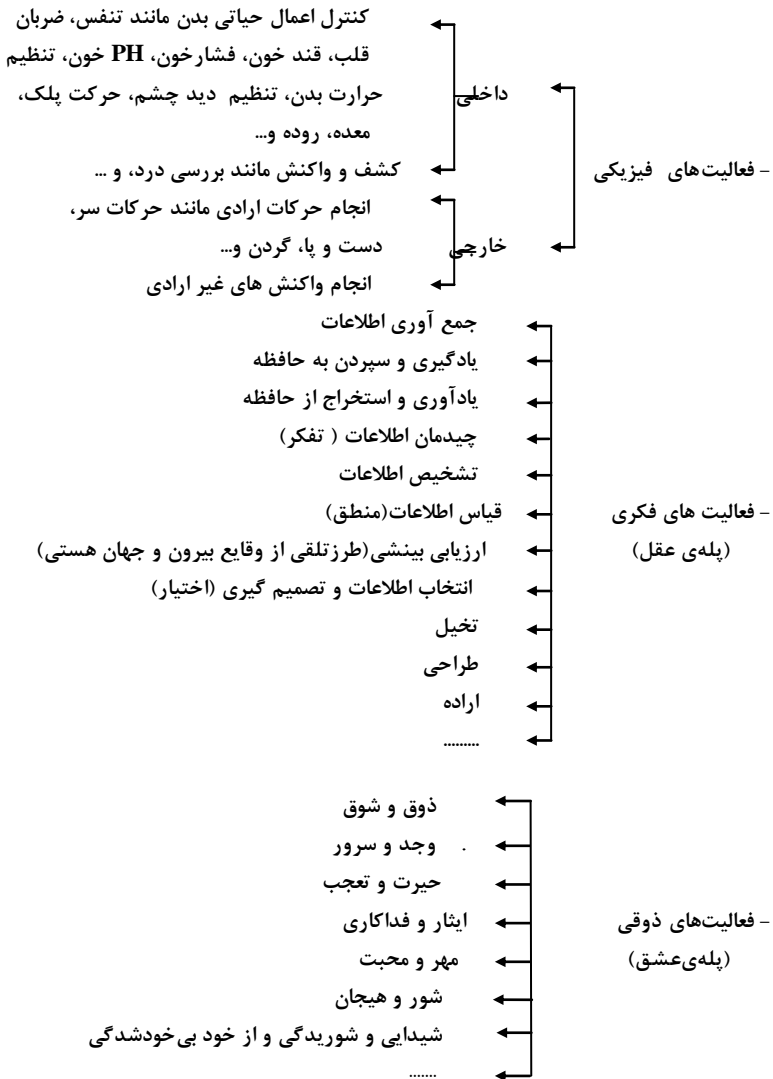 کنترل اعمال حیاتی بدن مانند تنفس، ضربان
قلب، قند خون، فشارخون، PH خون، تنظیم
داخلی
حرارت بدن، تنظیم دید چشم، حرکت پلک،
معده، روده و...
- فعالیت‌های فیزیکی
کشف و واکنش مانند بررسی درد، و ...
انجام حرکات ارادی مانند حرکات سر،
خارجی
دست و پا، گردن و...
انجام واکنش های غیر ارادی
جمع آوری اطلاعات
یادگیری و سپردن به حافظه
یادآوری و استخراج از حافظه
چیدمان اطلاعات ( تفکر)
تشخیص اطلاعات
- فعالیت های فکری
قیاس اطلاعات(منطق)
(پله‌ی عقل)
ارزیابی بینشی(طرزتلقی از وقایع بیرون و جهان هستی)
انتخاب اطلاعات و تصمیم گیری (اختیار)
تخیل
طراحی
اراده
.........
ذوق و شوق
. وجد و سرور
حیرت و تعجب
- فعالیت‌های ذوقی
ایثار و فداکاری
(پله‌ی‌عشق)
مهر و محبت
شور و هیجان
شیدایی و شوریدگی و از خود بی‌خودشدگی
.......